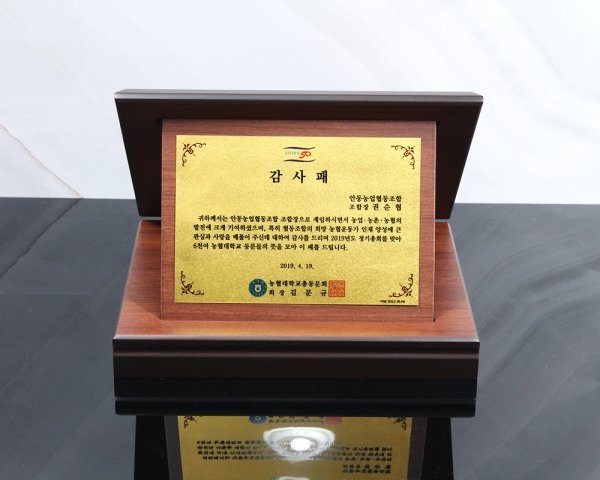 감사패
안동농업협동조합
조합장 권순협
귀하께서는 안동농업협동조합 조합장으로 재임하시면서 농업·농촌·농협의
발전에 크게 기여하셨으며, 특히 협동조합의 희망 농협운동가 인재 양성에 큰
관심과 사랑을 베풀어 주신데 대하여 감사를 드리며 2019년도 정기총회를 맞아
6천여 농협대학교 동문들의 뜻을 모아 이 패를 드립니다.
2019. 4. 19.
농협대학교총동문회
회장 김문규
PURE GOLD 99.9%